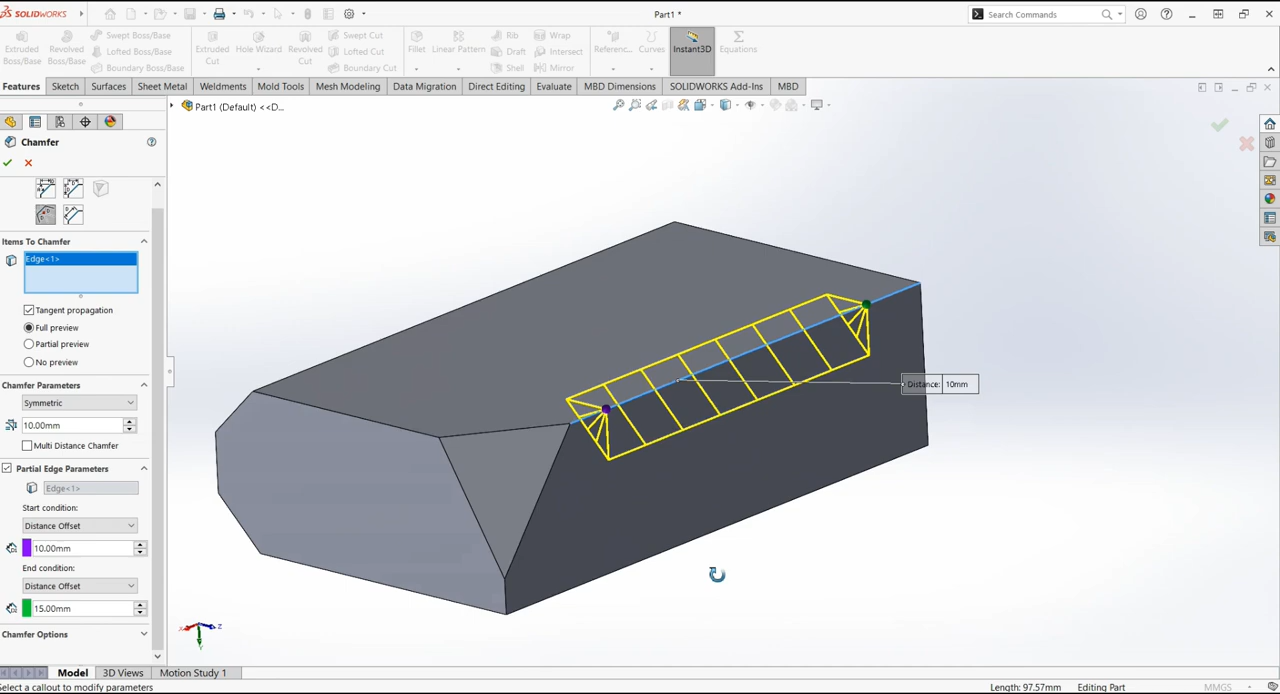 SOLIDWORKS
Part1 *
Search Commands
Extruded Boss/Base
Revolved Boss/Base
Swept Boss/Base
Lofted Boss/Base
Boundary Boss/Base
Extruded Cut
Hole Wizard
Revolved Cut
Swept Cut
Lofted Cut
Boundary Cut
Fillet
Linear Pattern
Rib
Draft
Shell
Wrap
Intersect
Mirror
Referenc...
Curves
Instant3D
Equations
Features
Sketch
Surfaces
Sheet Metal
Weldments
Mold Tools
Mesh Modeling
Data Migration
Direct Editing
Evaluate
MBD Dimensions
SOLIDWORKS Add-Ins
MBD
Part1 (Default) <<D...
Chamfer
Items To Chamfer
Edge<1>
Tangent propagation
Full preview
Partial preview
No preview
Chamfer Parameters
Symmetric
10.00mm
Multi Distance Chamfer
Partial Edge Parameters
Edge<1>
Start condition:
Distance Offset
10.00mm
End condition:
Distance Offset
15.00mm
Chamfer Options
Distance: 10mm
x z
Model
3D Views
Motion Study 1
Select a callout to modify parameters
Length: 97.57mm
Editing Part
MMGS